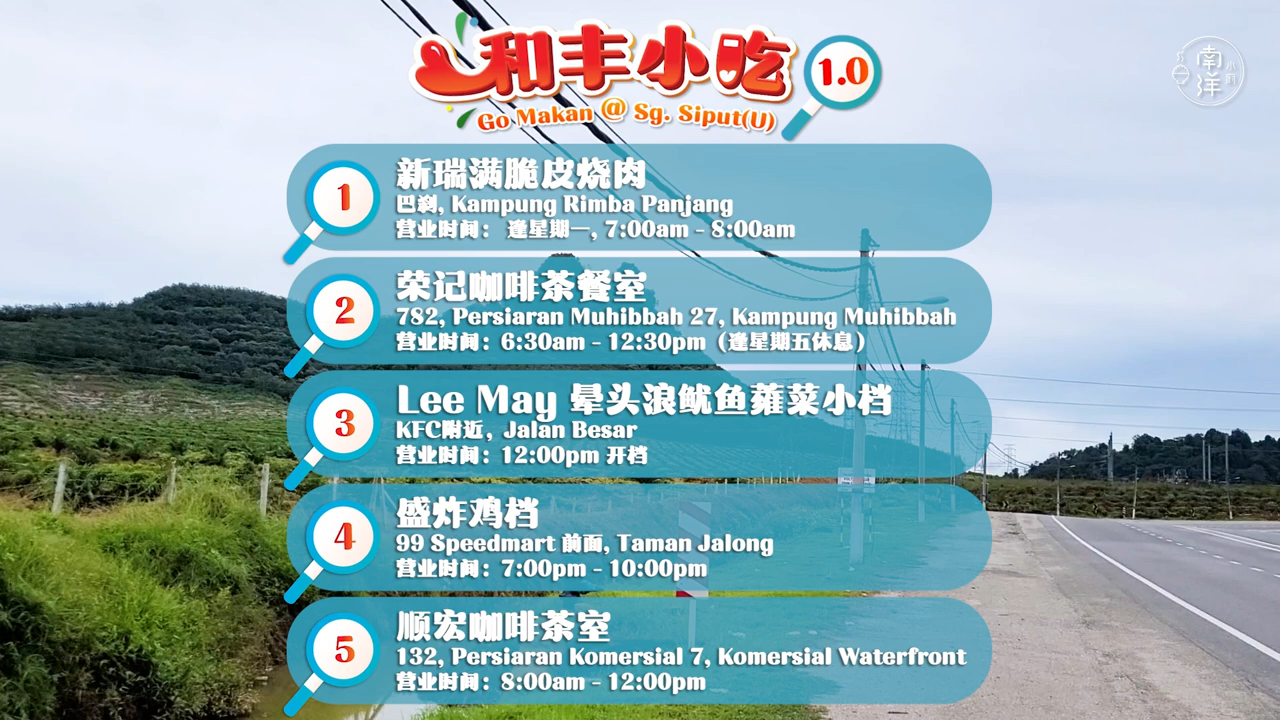 和丰小吃 1.0
Go Makan @ Sg. Siput(U)
南洋小町
1
新瑞满脆皮烧肉
巴刹, Kampung Rimba Panjang
营业时间： 逢星期一, 7:00am - 8:00am
2
荣记咖啡茶餐室
782, Persiaran Muhibbah 27, Kampung Muhibbah
营业时间：6:30am - 12:30pm（逢星期五休息）
3
Lee May 晕头浪鱿鱼蕹菜小档
KFC附近，Jalan Besar
营业时间：12:00pm 开档
4
盛炸鸡档
99 Speedmart 前面, Taman Jalong
营业时间：7:00pm - 10:00pm
5
顺宏咖啡茶室
132, Persiaran Komersial 7, Komersial Waterfront
营业时间：8:00am - 12:00pm